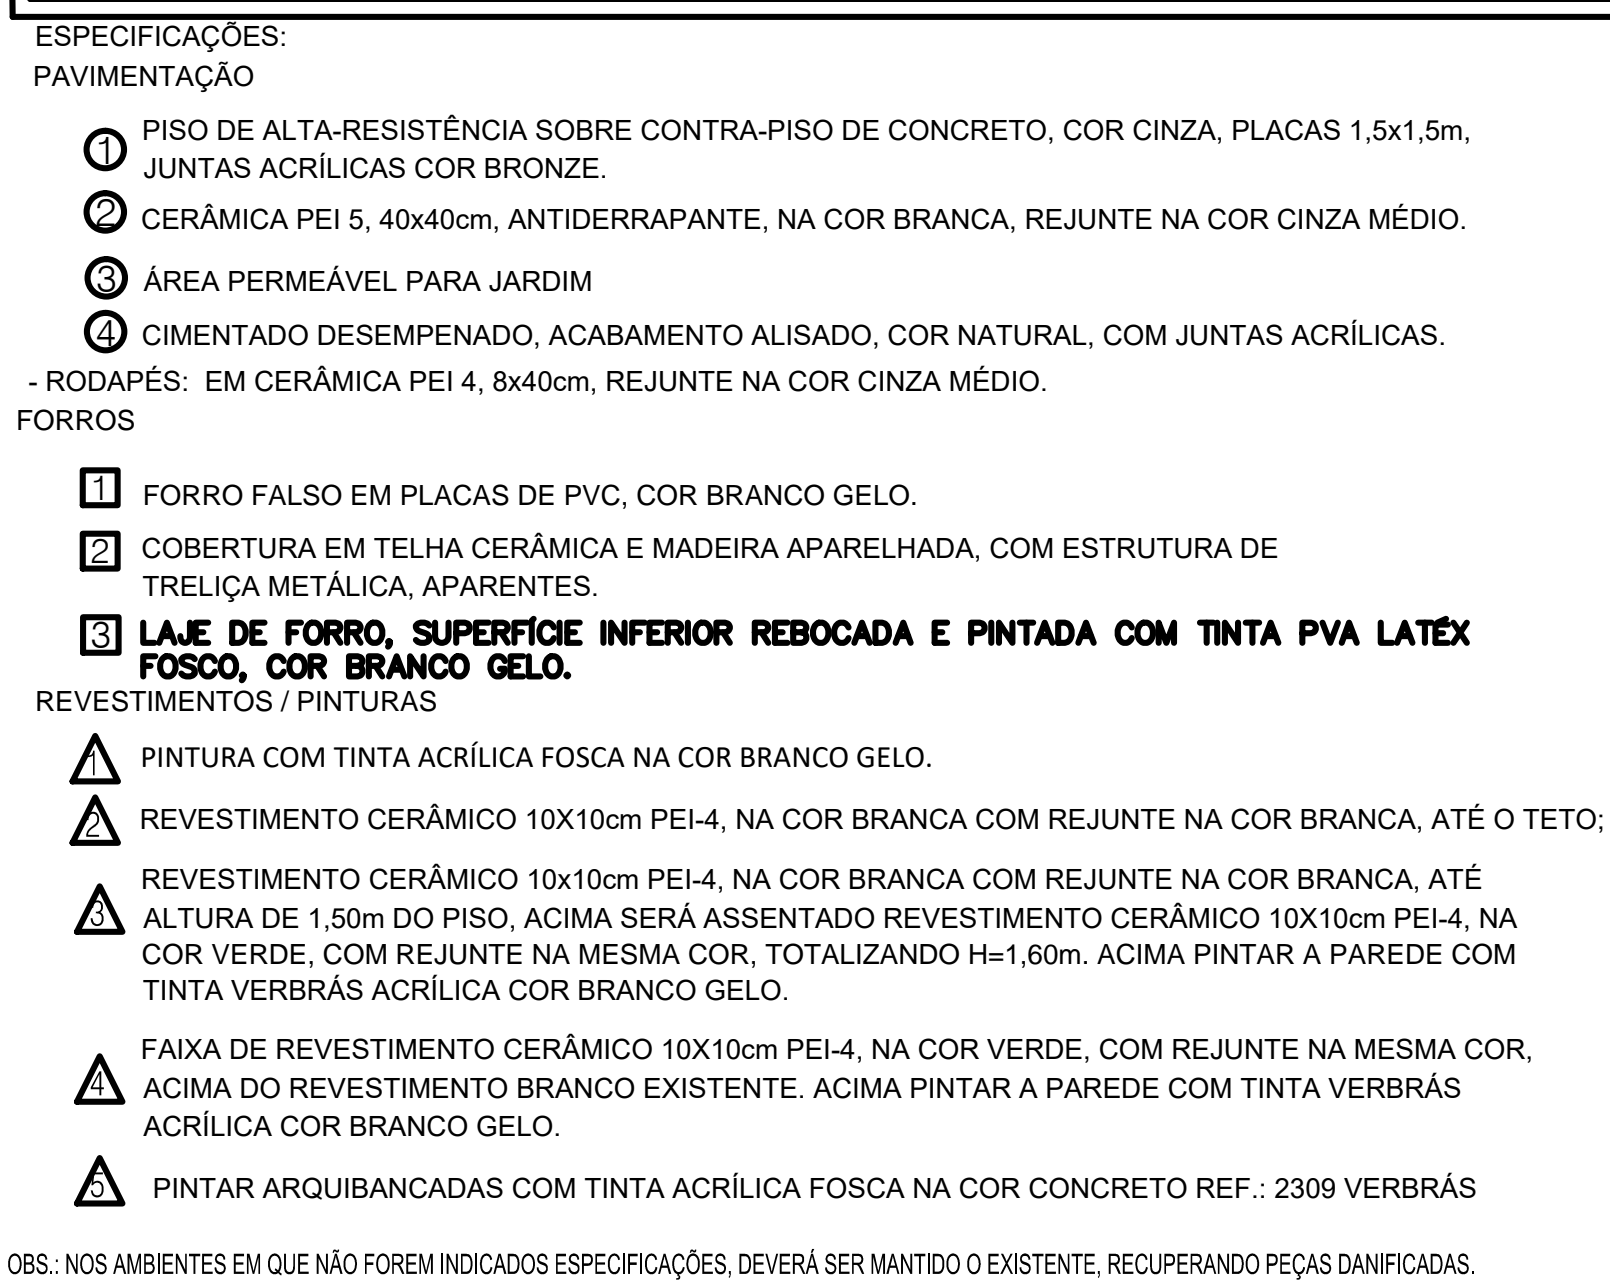 ESPECIFICAÇÕES:
PAVIMENTAÇÃO
1 PISO DE ALTA-RESISTÊNCIA SOBRE CONTRA-PISO DE CONCRETO, COR CINZA, PLACAS 1,5x1,5m,
JUNTAS ACRÍLICAS COR BRONZE.
2 CERÂMICA PEI 5, 40x40cm, ANTIDERRAPANTE, NA COR BRANCA, REJUNTE NA COR CINZA MÉDIO.
3 ÁREA PERMEÁVEL PARA JARDIM
4 CIMENTADO DESEMPENADO, ACABAMENTO ALISADO, COR NATURAL, COM JUNTAS ACRÍLICAS.
- RODAPÉS: EM CERÂMICA PEI 4, 8x40cm, REJUNTE NA COR CINZA MÉDIO.
FORROS
1 FORRO FALSO EM PLACAS DE PVC, COR BRANCO GELO.
2 COBERTURA EM TELHA CERÂMICA E MADEIRA APARELHADA, COM ESTRUTURA DE
TRELIÇA METÁLICA, APARENTES.
3 LAJE DE FORRO, SUPERFÍCIE INFERIOR REBOCADA E PINTADA COM TINTA PVA LATÉX
FOSCO, COR BRANCO GELO.
REVESTIMENTOS / PINTURAS
1 PINTURA COM TINTA ACRÍLICA FOSCA NA COR BRANCO GELO.
2 REVESTIMENTO CERÂMICO 10X10cm PEI-4, NA COR BRANCA COM REJUNTE NA COR BRANCA, ATÉ O TETO;
3 REVESTIMENTO CERÂMICO 10x10cm PEI-4, NA COR BRANCA COM REJUNTE NA COR BRANCA, ATÉ
ALTURA DE 1,50m DO PISO, ACIMA SERÁ ASSENTADO REVESTIMENTO CERÂMICO 10X10cm PEI-4, NA
COR VERDE, COM REJUNTE NA MESMA COR, TOTALIZANDO H=1,60m. ACIMA PINTAR A PAREDE COM
TINTA VERBRÁS ACRÍLICA COR BRANCO GELO.
4 FAIXA DE REVESTIMENTO CERÂMICO 10X10cm PEI-4, NA COR VERDE, COM REJUNTE NA MESMA COR,
ACIMA DO REVESTIMENTO BRANCO EXISTENTE. ACIMA PINTAR A PAREDE COM TINTA VERBRÁS
ACRÍLICA COR BRANCO GELO.
5 PINTAR ARQUIBANCADAS COM TINTA ACRÍLICA FOSCA NA COR CONCRETO REF.: 2309 VERBRÁS
OBS.: NOS AMBIENTES EM QUE NÃO FOREM INDICADOS ESPECIFICAÇÕES, DEVERÁ SER MANTIDO O EXISTENTE, RECUPERANDO PEÇAS DANIFICADAS.